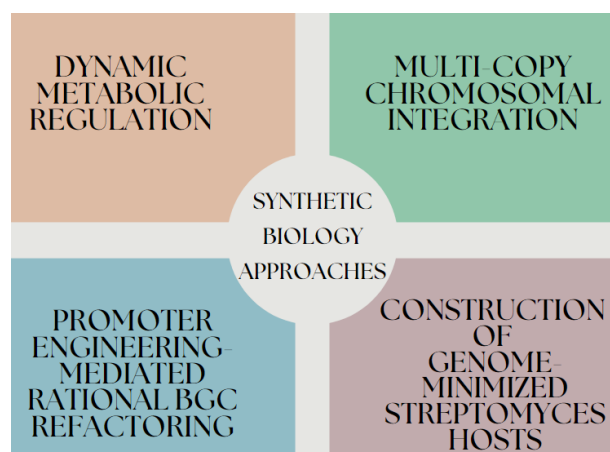 DYNAMIC
METABOLIC
REGULATION
MULTI-COPY
CHROMOSOMAL
INTEGRATION
SYNTHETIC
BIOLOGY
APPROACHES
PROMOTER
ENGINEERING-
MEDIATED
RATIONAL BGC
REFACTORING
CONSTRUCTION
OF
GENOME-
MINIMIZED
STREPTOMYCES
HOSTS